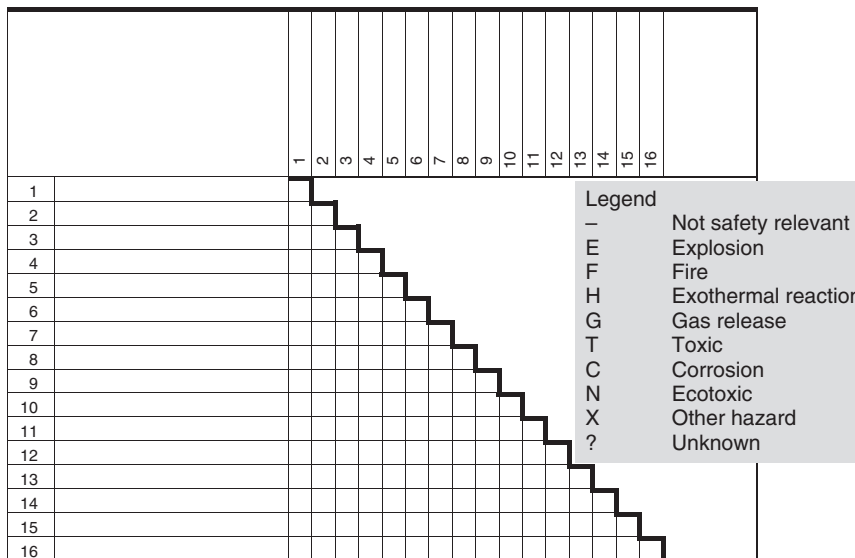 1 2 3 4 5 6 7 8 9 10 11 12 13 14 15 16
1
2
3
4
5
6
7
8
9
10
11
12
13
14
15
16
Legend
– Not safety relevant
E Explosion
F Fire
H Exothermal reaction
G Gas release
T Toxic
C Corrosion
N Ecotoxic
X Other hazard
? Unknown